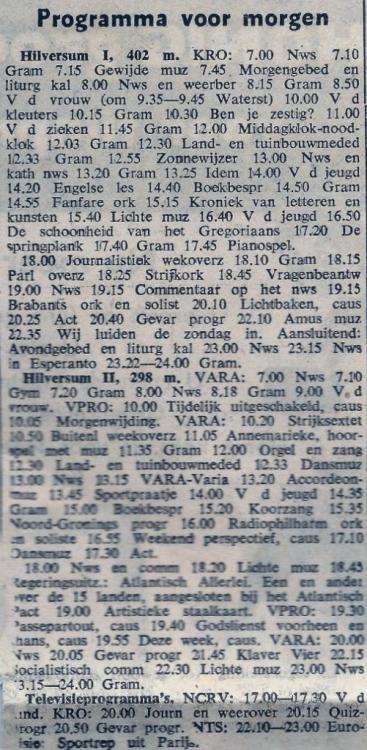 Programma voor morgen
Hilversum I, 402 m. KRO: 7.00 Nws 7.10
Gram 7.15 Gewijde muz 7.45 Morgengebed en
liturg kal 8.00 Nws en weerber 8.15 Gram 8.50
V d vrouw (om 9.35—9.45 Waterst) 10.00 V d
kleuters 10.15 Gram 10.30 Ben je zestig? 11.00
V d zieken 11.45 Gram 12.00 Middagklok-nood-
klok 12.03 Gram 12.30 Land- en tuinbouwmeded
12.33 Gram 12.55 Zonnewijzer 13.00 Nws en
kath nws 13.20 Gram 13.25 Idem 14.00 V d jeugd
14.20 Engelse les 14.40 Boekbespr 14.50 Gram
14.55 Fanfare ork 15.15 Kroniek van letteren en
kunsten 15.40 Lichte muz 16.40 V d jeugd 16.50
De schoonheid van het Gregoriaans 17.20 De
springplank 17.40 Gram 17.45 Pianospel.
18.00 Journalistiek wekoverz 18.10 Gram 18.15
Parl overz 18.25 Strijkork 18.45 Vragenbeantw
19.00 Nws 19.15 Commentaar op het nws 19.15
Brabants ork en solist 20.10 Lichtbaken, caus
20.25 Act 20.40 Gevar progr 22.10 Amus muz
22.35 Wij luiden de zondag in. Aansluitend:
Avondgebed en liturg kal 23.00 Nws 23.15 Nws
in Esperanto 23.22—24.00 Gram.
Hilversum II, 298 m. VARA: 7.00 Nws 7.10
Gym 7.20 Gram 8.00 Nws 8.18 Gram 9.00 V d
vrouw. VPRO: 10.00 Tijdelijk uitgeschakeld, caus
10.05 Morgenwijding. VARA: 10.20 Strijksextet
10.50 Buitenl weekoverz 11.05 Annemarieke, hoor-
spel met muz 11.35 Gram 12.00 Orgel en zang
12.30 Land- en tuinbouwmeded 12.33 Dansmuz
13.00 Nws 13.15 VARA-Varia 13.20 Accordeon-
muz 13.45 Sportpraatje 14.00 V d jeugd 14.35
Gram 15.00 Boekbespr 15.20 Koorzang 15.35
Noord-Gronings progr 16.00 Radiophilharm ork
en soliste 16.55 Weekend perspectief, caus 17.10
Dansmuz 17.30 Act.
18.00 Nws en comm 18.20 Lichte muz 18.45
Regeringsuitz.: Atlantisch Allerlei. Een en ander
over de 15 landen, aangesloten bij het Atlantisch
Pact 19.00 Artistieke staalkaart. VPRO: 19.30
Passepartout, caus 19.40 Godsdienst voorheen en
thans, caus 19.55 Deze week, caus. VARA: 20.00
Nws 20.05 Gevar progr 21.45 Klaver Vier 22.15
Socialistisch comm 22.30 Lichte muz 23.00 Nws
3.15—24.00 Gram.
Televisieprogramma's. NCRV: 17.00—17.30 V d
ind. KRO: 20.00 Journ en weerover 20.15 Quiz-
progr 20.50 Gevar progr. NTS: 22.10—23.00 Euro-
visie: Sportrep uit Parijs.